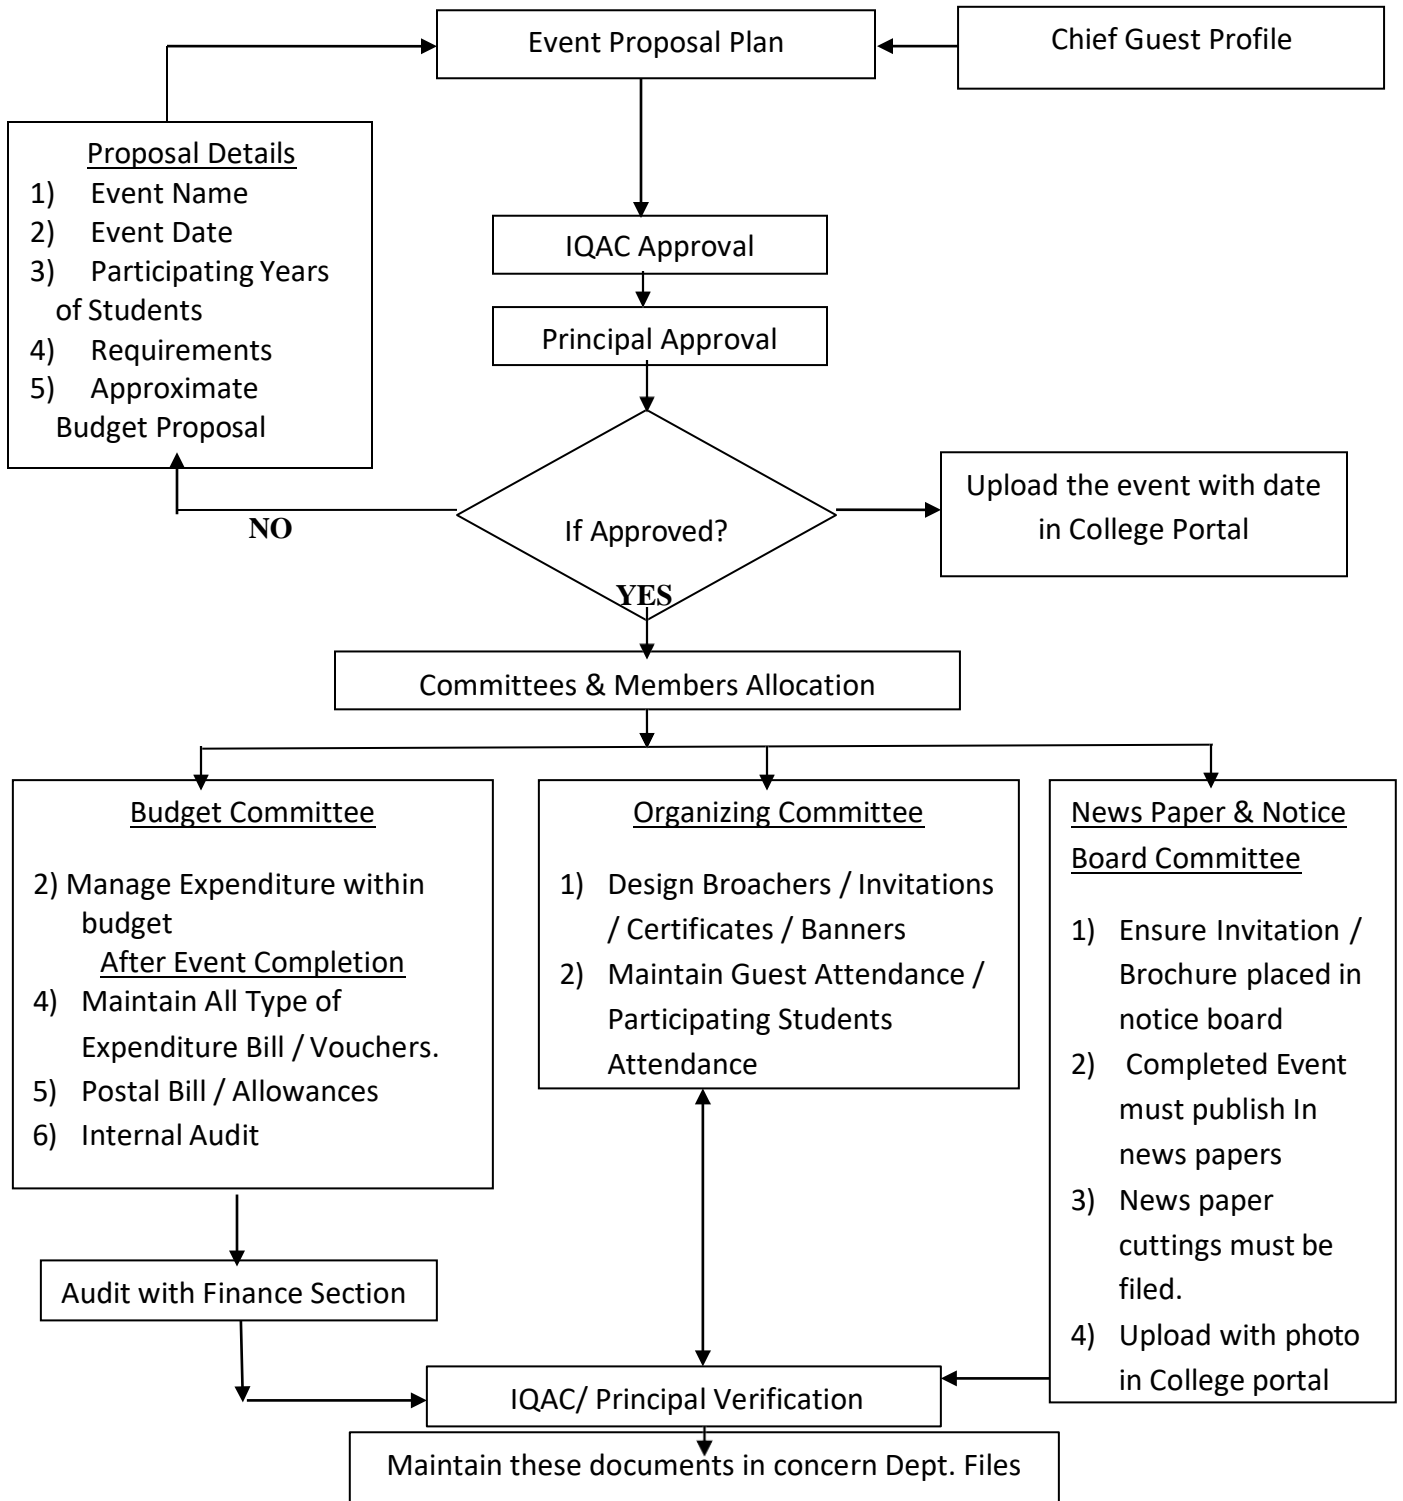 Event Proposal Plan
Chief Guest Profile
Proposal Details
1) Event Name
2) Event Date
3) Participating Years
of Students
4) Requirements
5) Approximate
Budget Proposal
IQAC Approval
Principal Approval
If Approved?
NO
YES
Upload the event with date
in College Portal
Committees & Members Allocation
Budget Committee
2) Manage Expenditure within
budget
After Event Completion
4) Maintain All Type of
Expenditure Bill / Vouchers.
5) Postal Bill / Allowances
6) Internal Audit
Organizing Committee
1) Design Broachers / Invitations
/ Certificates / Banners
2) Maintain Guest Attendance /
Participating Students
Attendance
News Paper & Notice
Board Committee
1) Ensure Invitation /
Brochure placed in
notice board
2) Completed Event
must publish In
news papers
3) News paper
cuttings must be
filed.
4) Upload with photo
in College portal
Audit with Finance Section
IQAC/ Principal Verification
Maintain these documents in concern Dept. Files